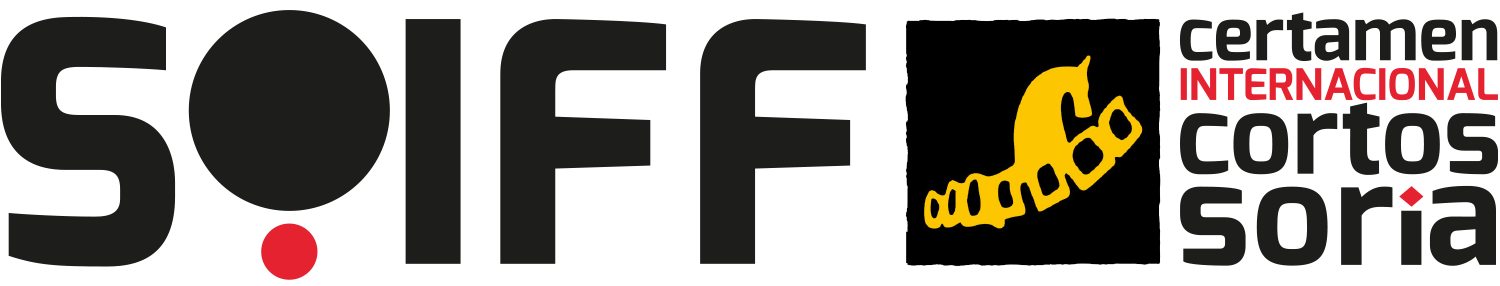 SOIFF
certamen
INTERNACIONAL
cortos
soria